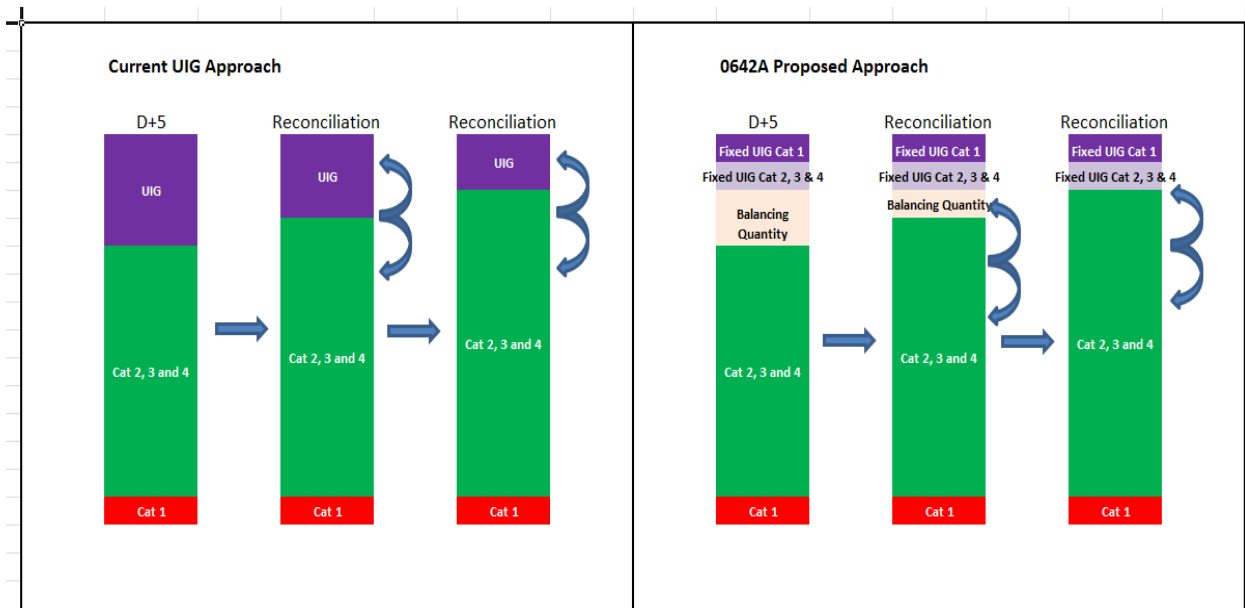 Current UIG Approach
D+5
Reconciliation
Reconciliation
UIG
UIG
UIG
Cat 2, 3 and 4
Cat 2, 3 and 4
Cat 2, 3 and 4
Cat 1
Cat 1
Cat 1
0642A Proposed Approach
D+5
Reconciliation
Reconciliation
Fixed UIG Cat 1
Fixed UIG Cat 1
Fixed UIG Cat 1
Fixed UIG Cat 2, 3 & 4
Fixed UIG Cat 2, 3 & 4
Fixed UIG Cat 2, 3 & 4
Balancing
Quantity
Balancing Quantity
Cat 2, 3 and 4
Cat 2, 3 and 4
Cat 2, 3 and 4
Cat 1
Cat 1
Cat 1